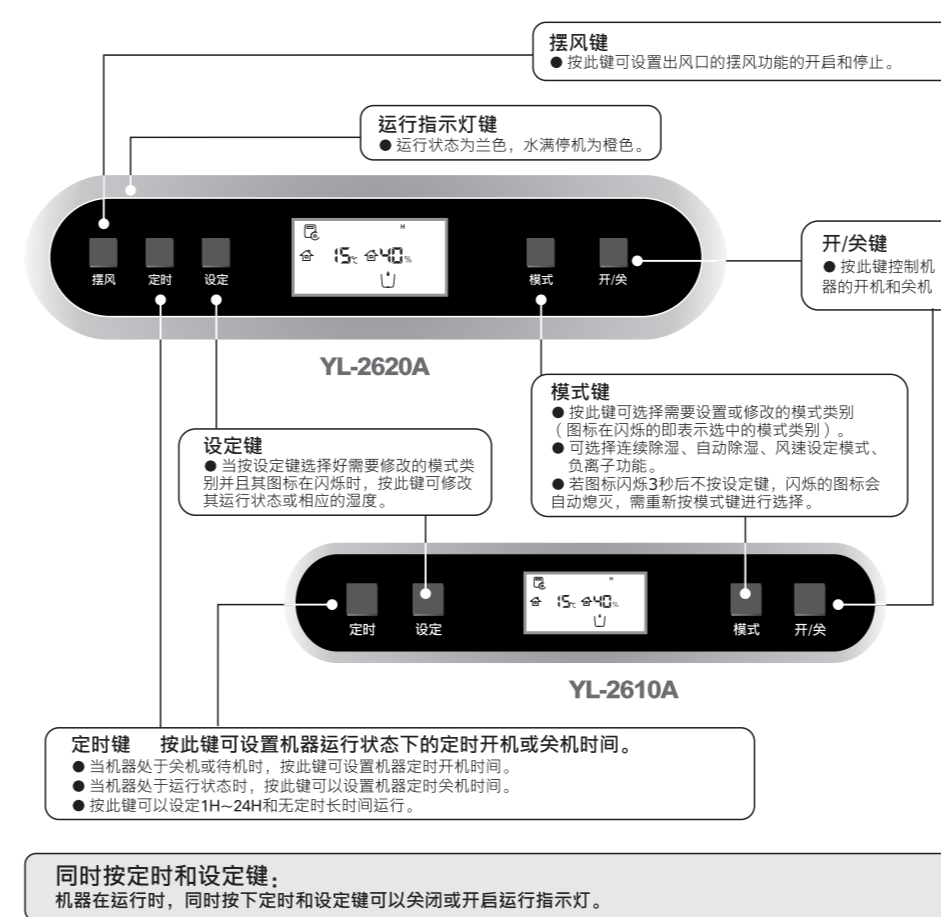 摆风键
● 按此键可设置出风口的摆风功能的开启和停止。
运行指示灯键
● 运行状态为兰色，水满停机为橙色。
H
15℃ 40%
摆风 定时 设定 模式 开/关
开/关键
● 按此键控制机
器的开机和关机
YL-2620A
模式键
● 按此键可选择需要设置或修改的模式类别
（图标在闪烁的即表示选中的模式类别）。
● 可选择连续除湿、自动除湿、风速设定模式、
负离子功能。
● 若图标闪烁3秒后不按设定键，闪烁的图标会
自动熄灭，需重新按模式键进行选择。
设定键
● 当按设定键选择好需要修改的模式类
别并且其图标在闪烁时，按此键可修改
其运行状态或相应的湿度。
H
15℃ 40%
定时 设定 模式 开/关
YL-2610A
定时键 按此键可设置机器运行状态下的定时开机或关机时间。
● 当机器处于关机或待机时，按此键可设置机器定时开机时间。
● 当机器处于运行状态时，按此键可以设置机器定时关机时间。
● 按此键可以设定1H~24H和无定时长时间运行。
同时按定时和设定键：
机器在运行时，同时按下定时和设定键可以关闭或开启运行指示灯。